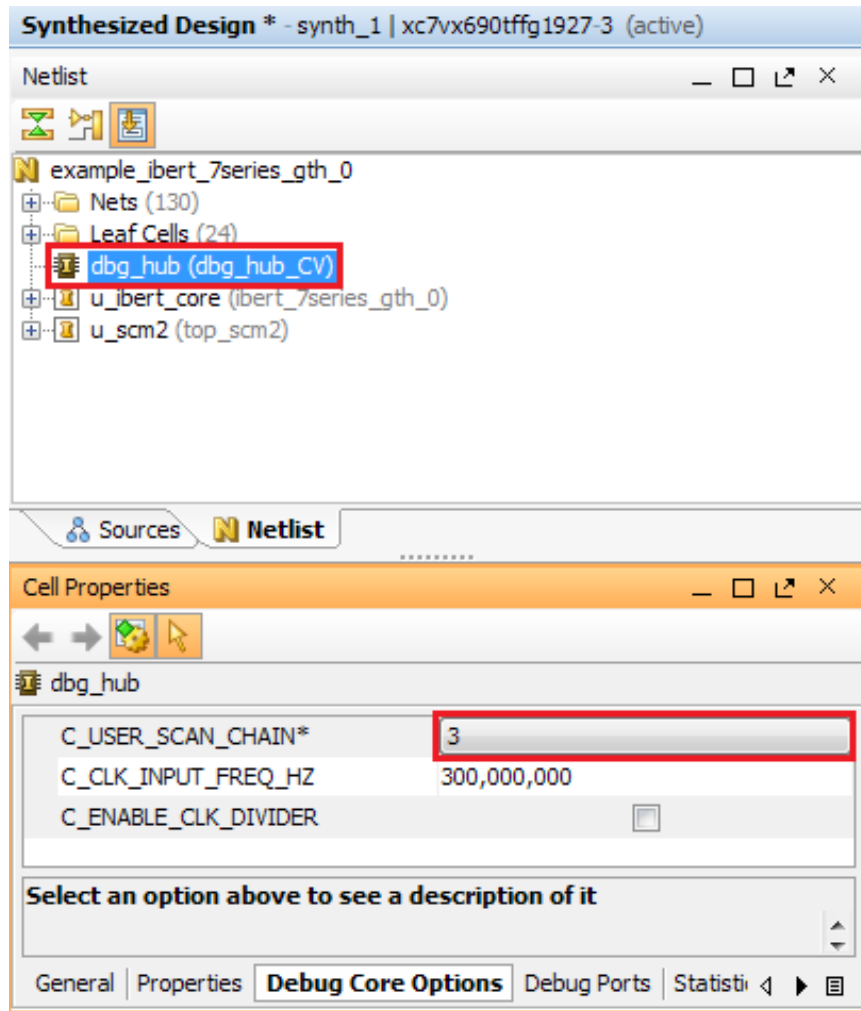 Synthesized Design * - synth_1 | xc7vx690tffg1927-3 (active)
Netlist
example_ibert_7series_gth_0
Nets (130)
Leaf Cells (24)
dbg_hub (dbg_hub_CV)
u_ibert_core (ibert_7series_gth_0)
u_scm2 (top_scm2)
Sources Netlist
Cell Properties
dbg_hub
C_USER_SCAN_CHAIN* 3
C_CLK_INPUT_FREQ_HZ 300,000,000
C_ENABLE_CLK_DIVIDER
Select an option above to see a description of it
General Properties Debug Core Options Debug Ports Statisti